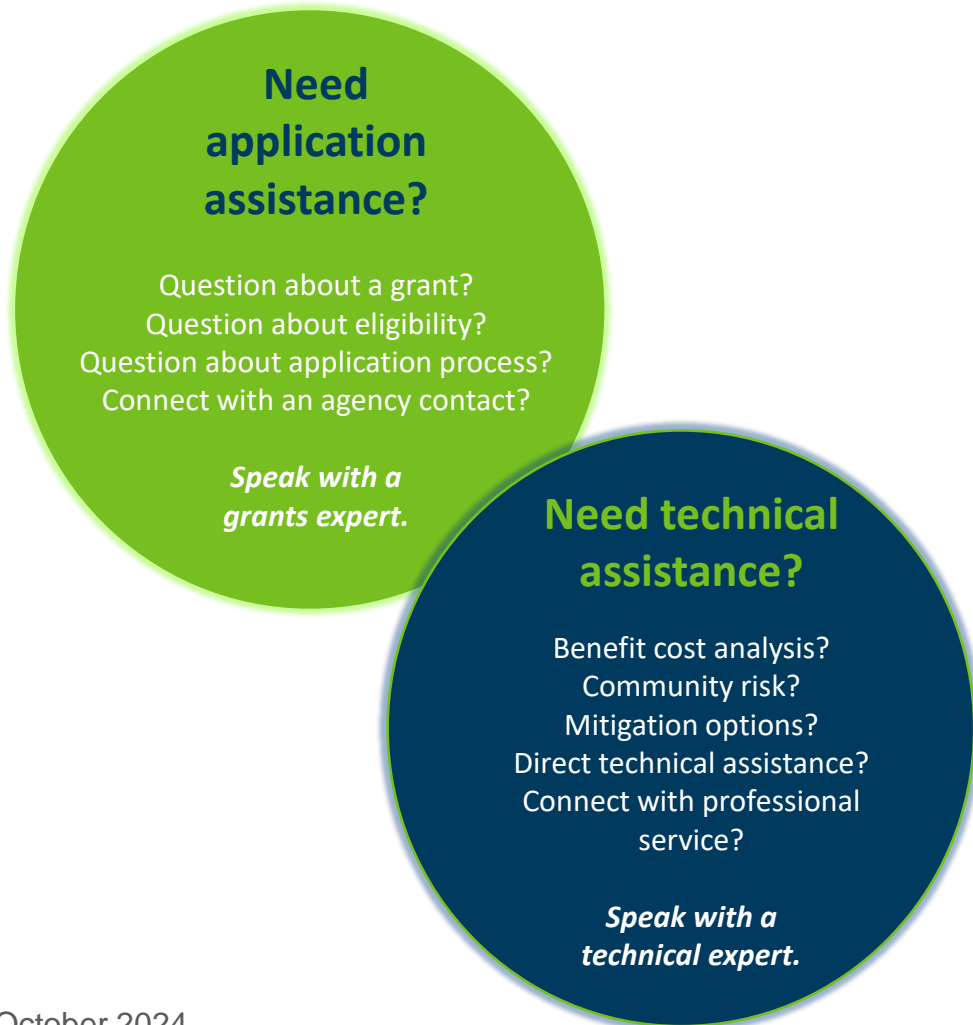 Need
application
assistance?
Question about a grant?
Question about eligibility?
Question about application process?
Connect with an agency contact?
Speak with a
grants expert.
Need technical
assistance?
Benefit cost analysis?
Community risk?
Mitigation options?
Direct technical assistance?
Connect with professional
service?
Speak with a
technical expert.
October 2024